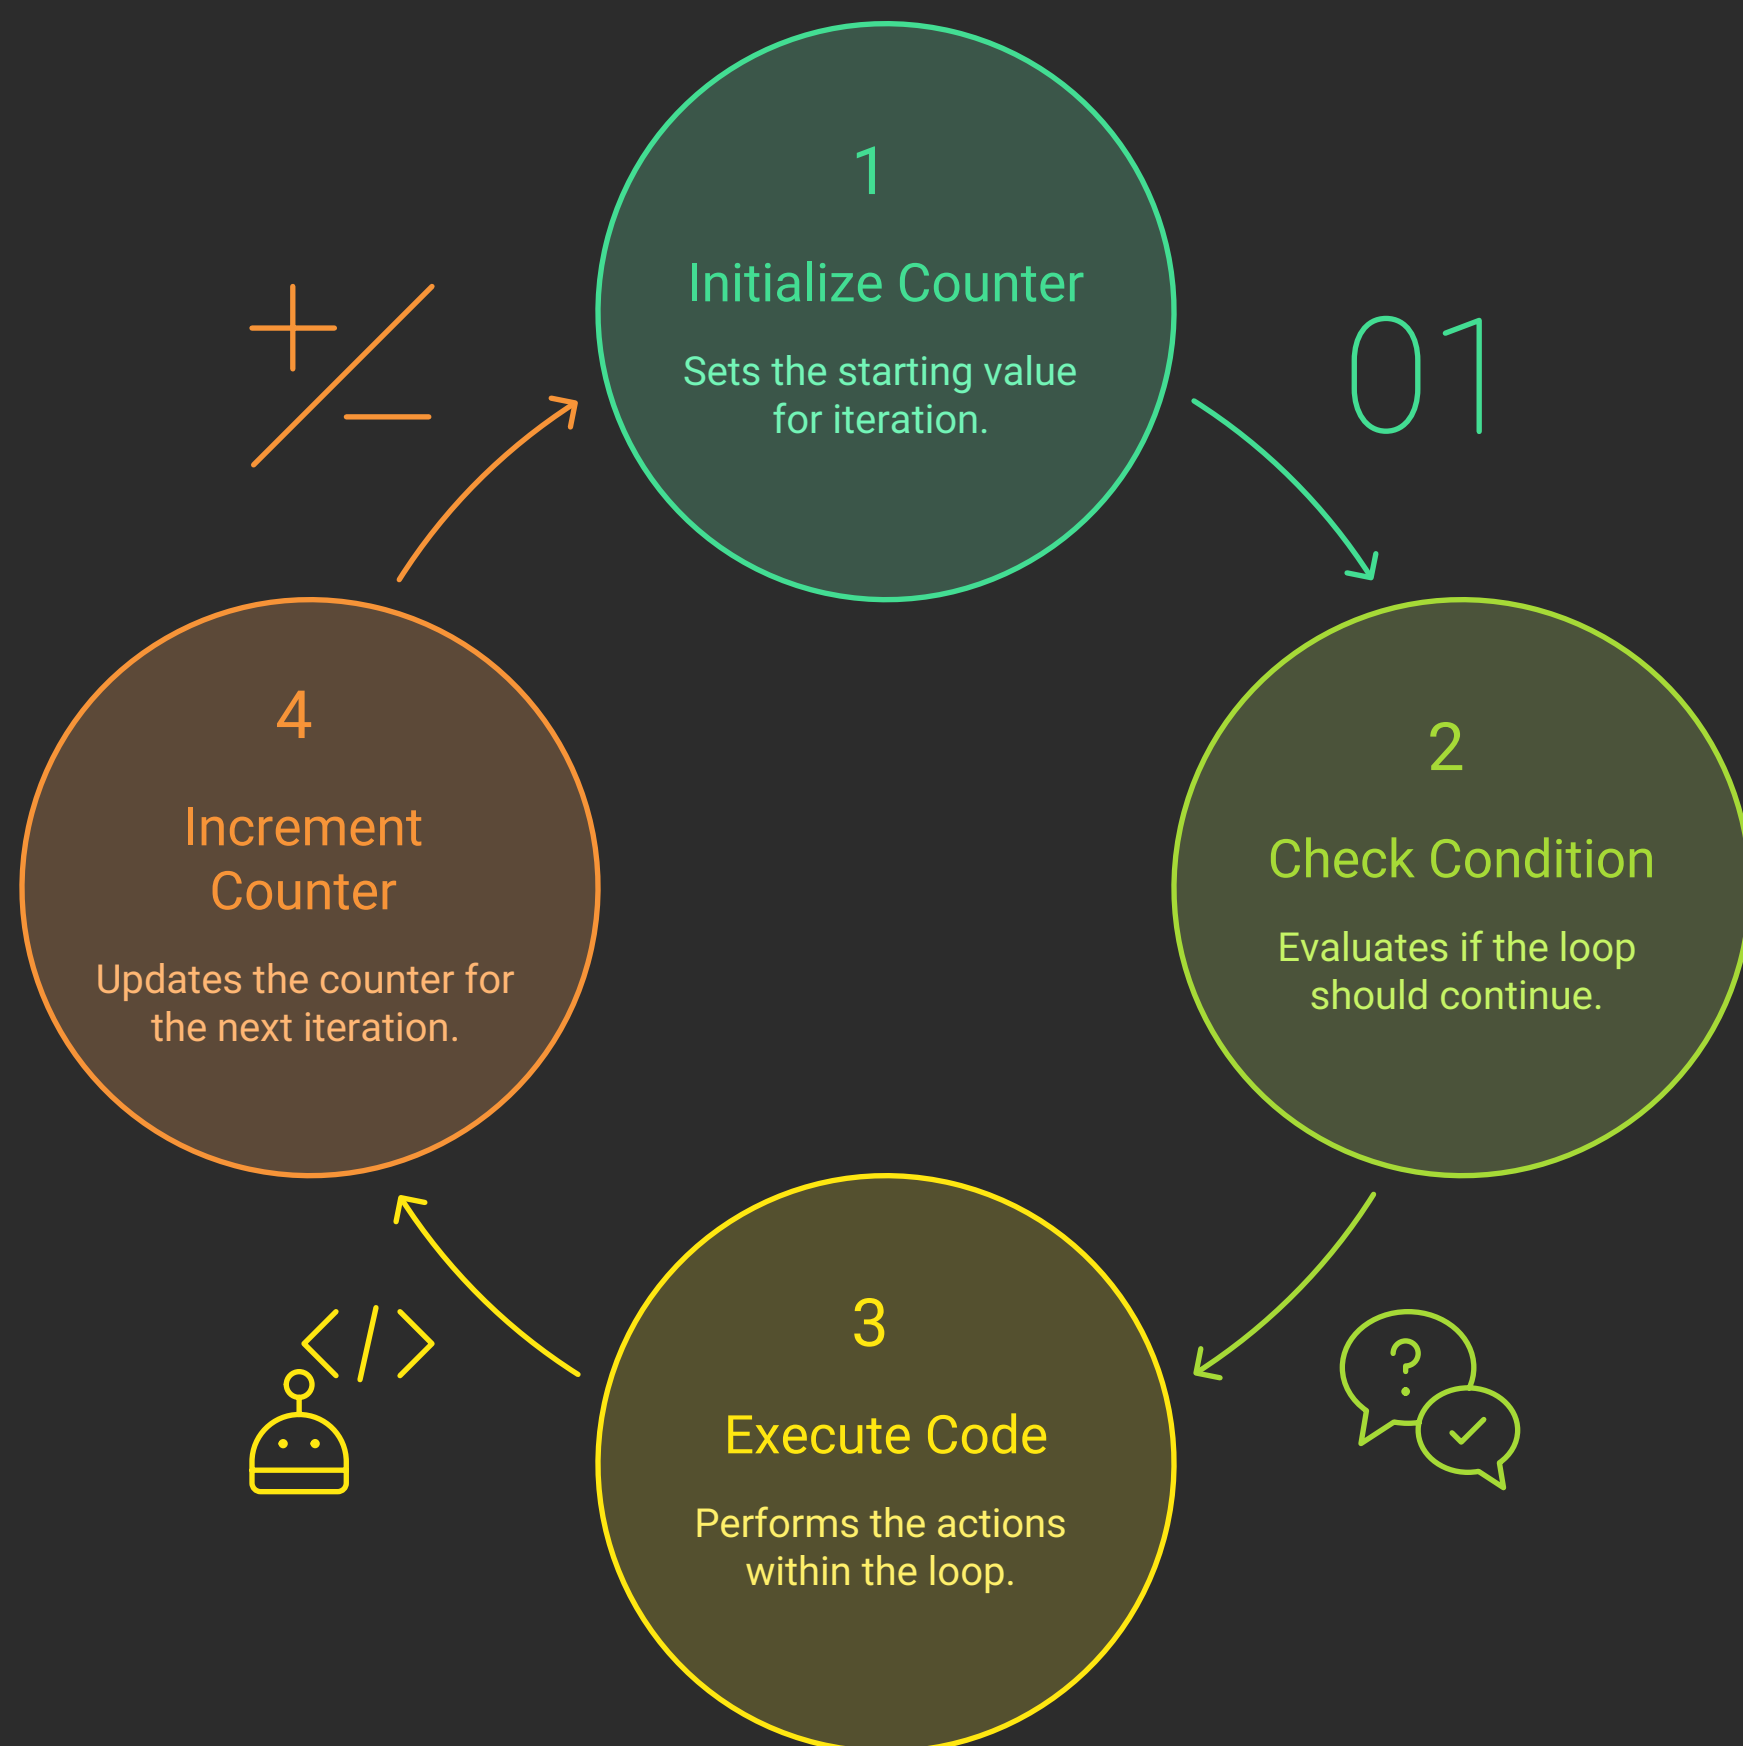 1
Initialize Counter
Sets the starting value
for iteration.
01
2
Check Condition
Evaluates if the loop
should continue.
?
3
Execute Code
Performs the actions
within the loop.
</>
4
Increment
Counter
Updates the counter for
the next iteration.
+/−